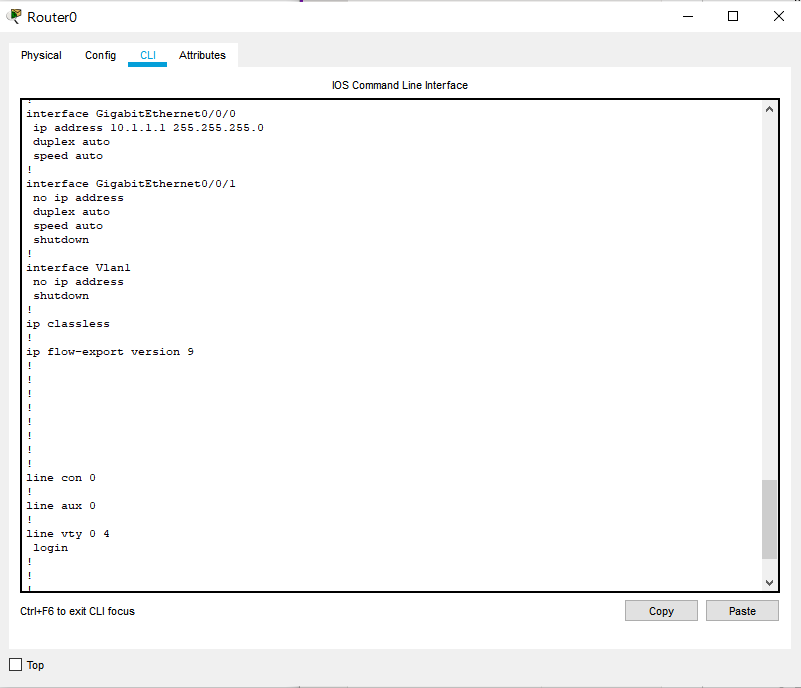 Router0
Physical Config CLI Attributes
IOS Command Line Interface
!
interface GigabitEthernet0/0/0
 ip address 10.1.1.1 255.255.255.0
 duplex auto
 speed auto
!
interface GigabitEthernet0/0/1
 no ip address
 duplex auto
 speed auto
 shutdown
!
interface Vlan1
 no ip address
 shutdown
!
ip classless
!
ip flow-export version 9
!
!
!
!
!
!
!
!
line con 0
!
line aux 0
!
line vty 0 4
 login
!
!
!
Ctrl+F6 to exit CLI focus
Copy Paste
Top